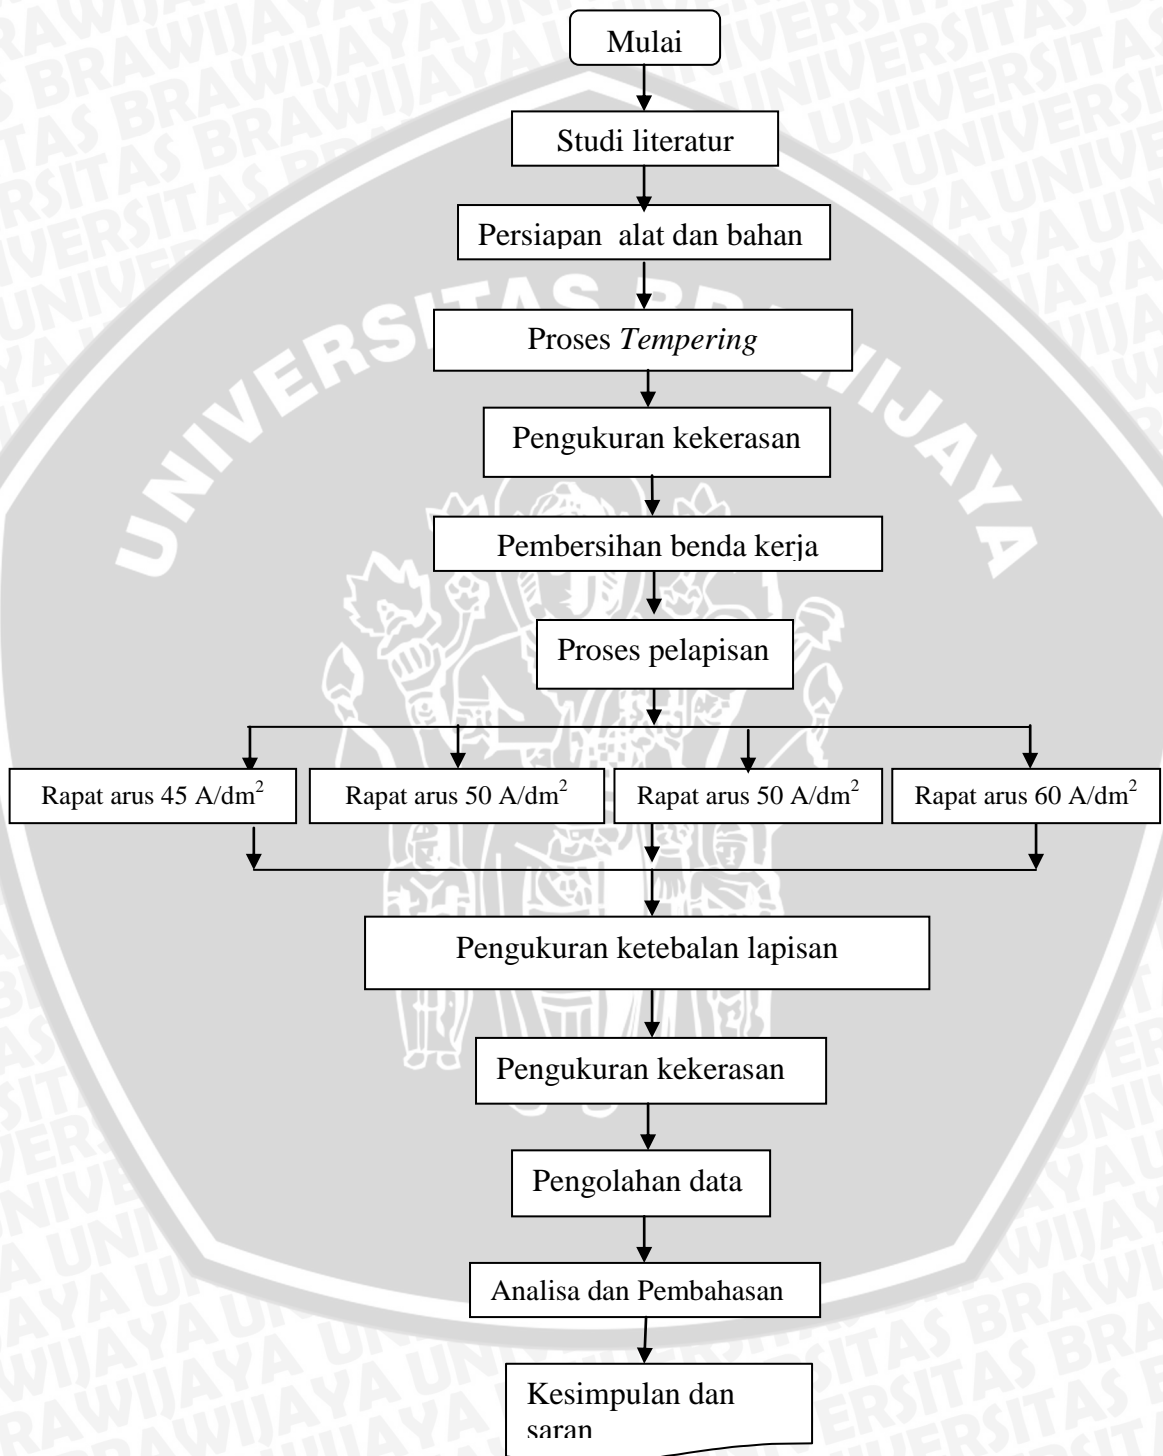 Mulai
Studi literatur
Persiapan alat dan bahan
UNIVERSITAS BRAWIJAYA
Proses Tempering
Pengukuran kekerasan
Pembersihan benda kerja
Proses pelapisan
Rapat arus 45 A/dm²
Rapat arus 50 A/dm²
Rapat arus 50 A/dm²
Rapat arus 60 A/dm²
Pengukuran ketebalan lapisan
Pengukuran kekerasan
Pengolahan data
Analisa dan Pembahasan
Kesimpulan dan
saran